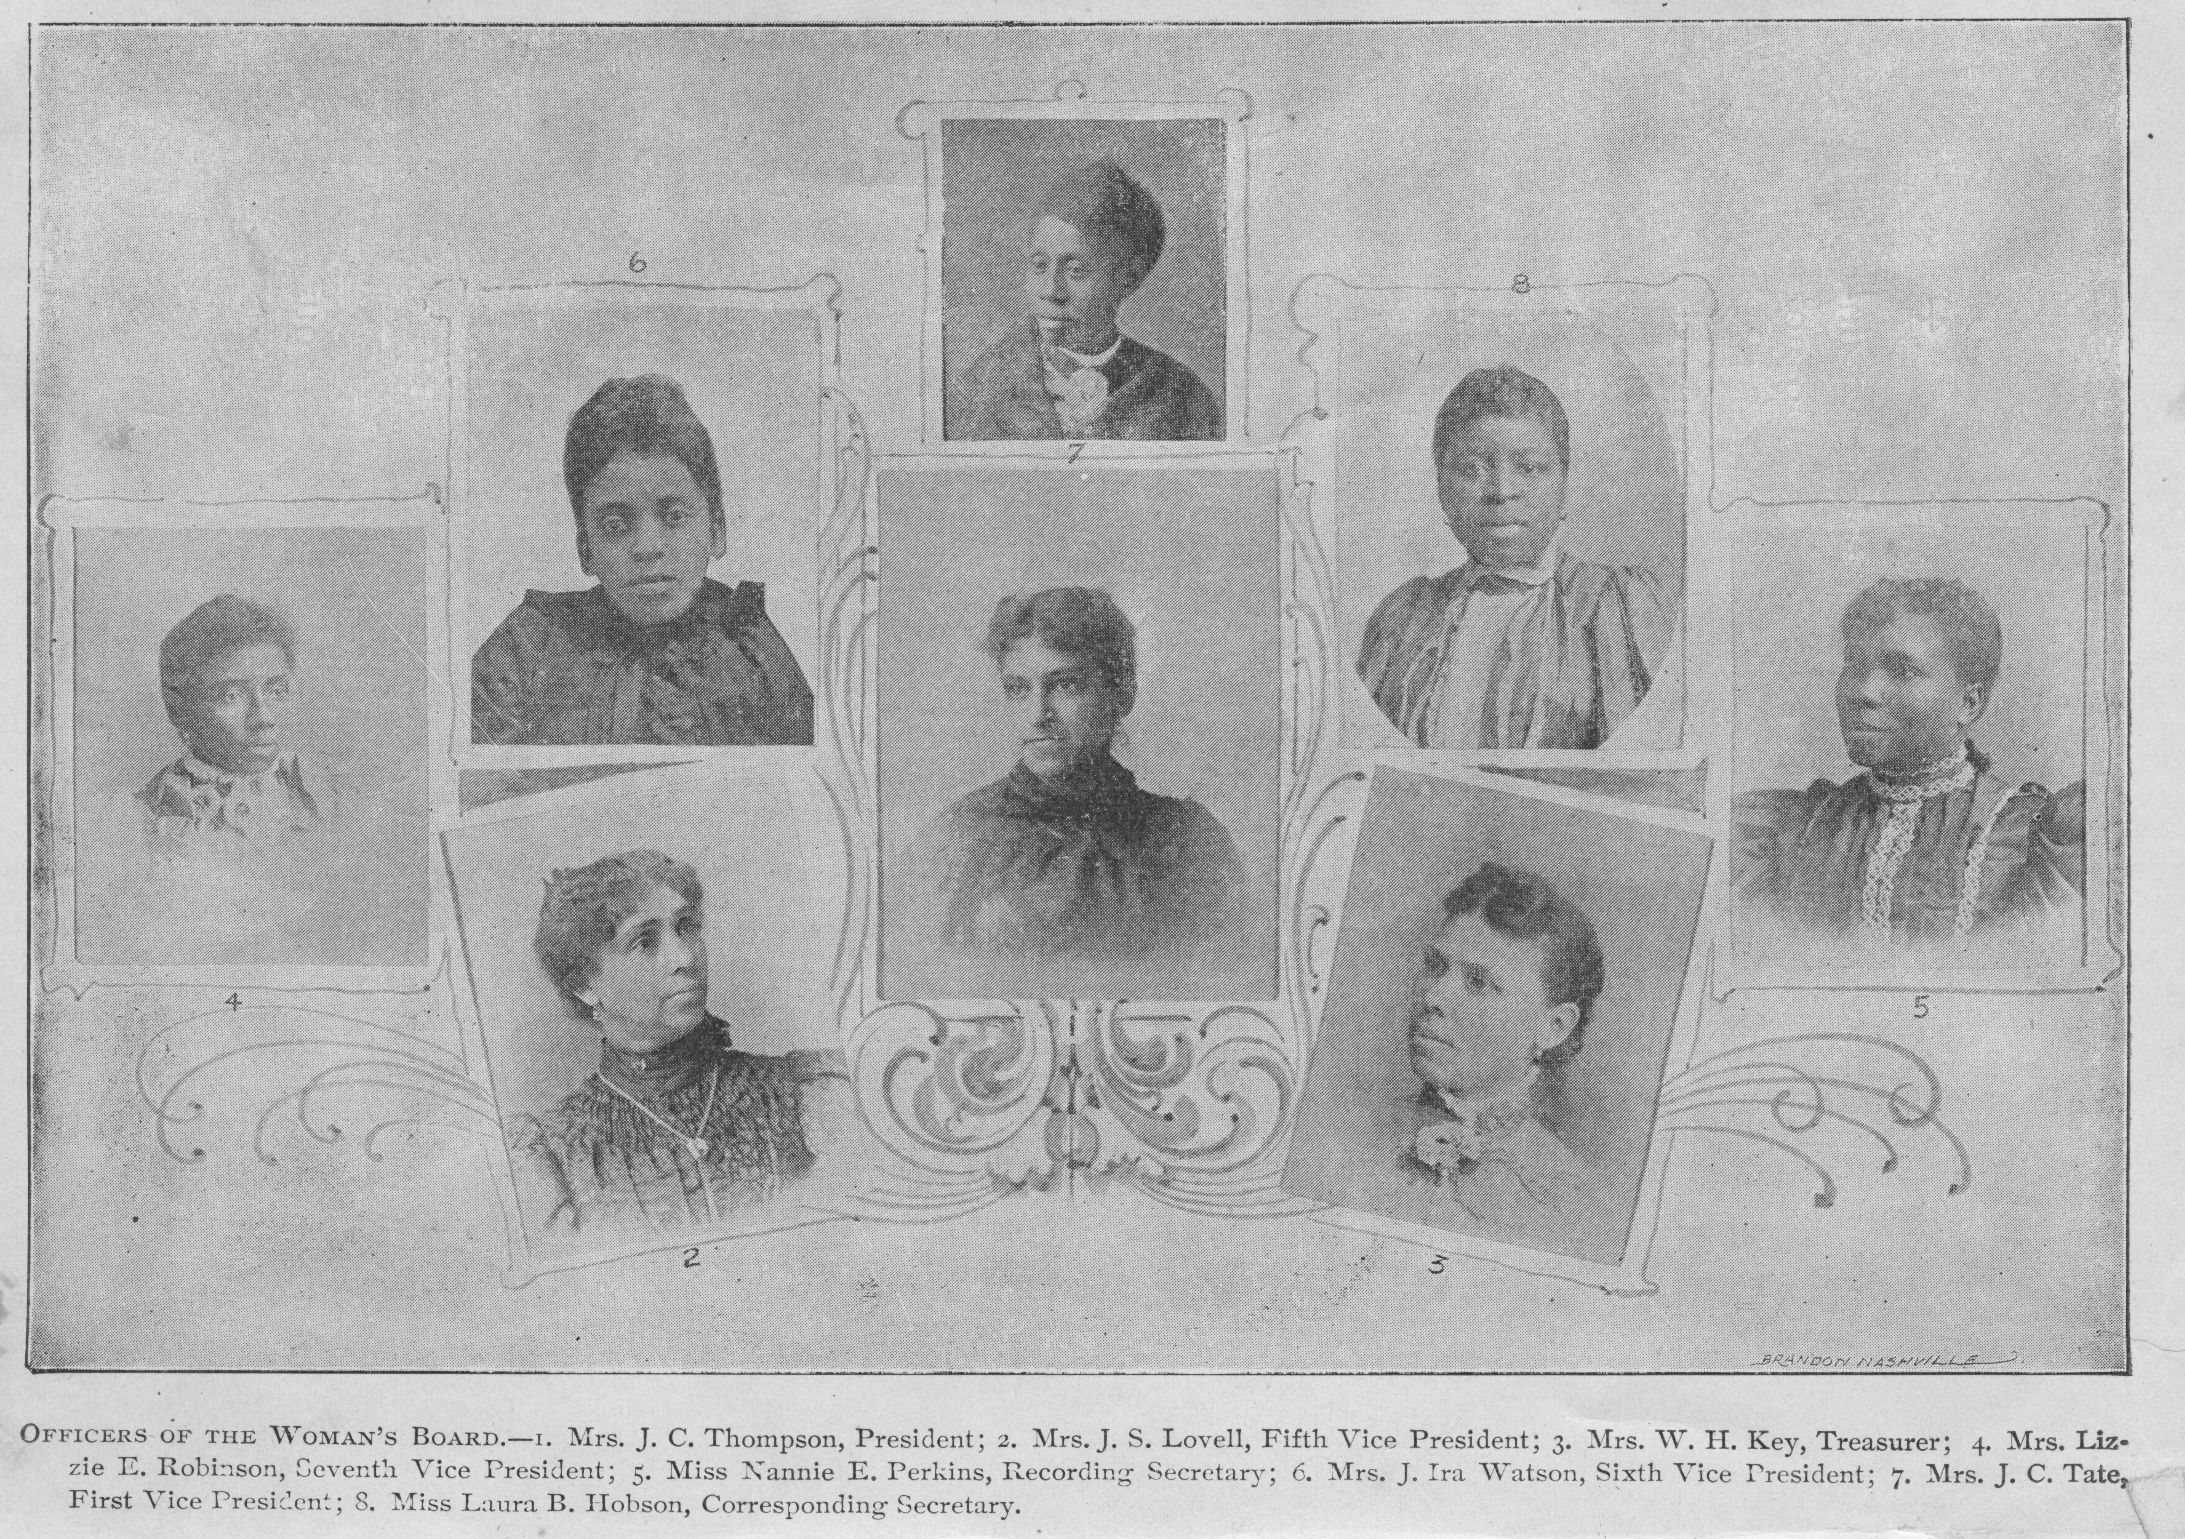 7
6
8
4
1
5
2
3
BRANDON NASHVILLE
OFFICERS OF THE WOMAN'S BOARD.—1. Mrs. J. C. Thompson, President; 2. Mrs. J. S. Lovell, Fifth Vice President; 3. Mrs. W. H. Key, Treasurer; 4. Mrs. Liz-
zie E. Robinson, Seventh Vice President; 5. Miss Nannie E. Perkins, Recording Secretary; 6. Mrs. J. Ira Watson, Sixth Vice President; 7. Mrs. J. C. Tate,
First Vice President; 8. Miss Laura B. Hobson, Corresponding Secretary.